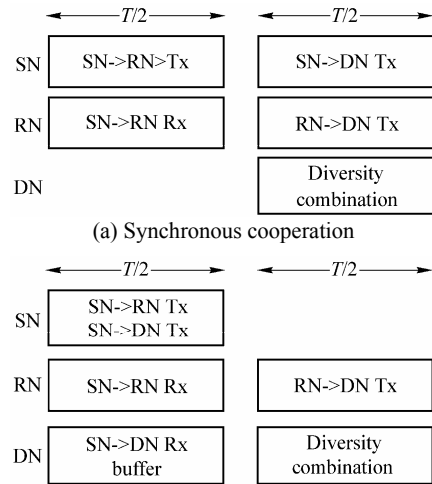 T/2 T/2
SN SN->RN>Tx SN->DN Tx
RN SN->RN Rx RN->DN Tx
DN Diversity
combination
(a) Synchronous cooperation
T/2 T/2
SN SN->RN Tx
SN->DN Tx
RN SN->RN Rx RN->DN Tx
DN SN->DN Rx
buffer Diversity
combination